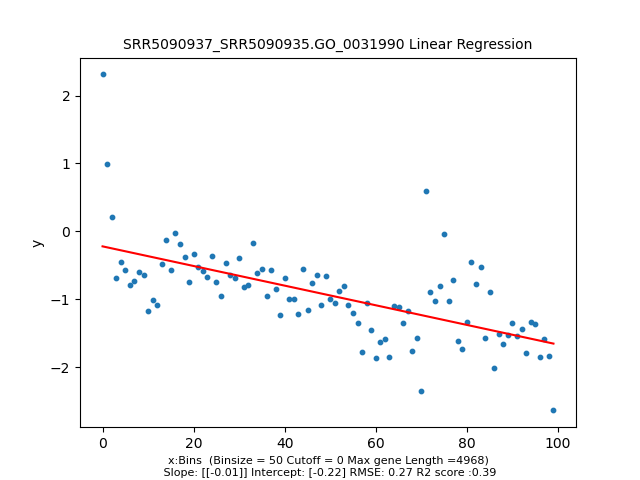 SRR5090937_SRR5090935.GO_0031990 Linear Regression
2
1
0
−1
−2
y
0
20
40
60
80
100
x:Bins  (Binsize = 50 Cutoff = 0 Max gene Length =4968)
Slope: [[-0.01]] Intercept: [-0.22] RMSE: 0.27 R2 score :0.39